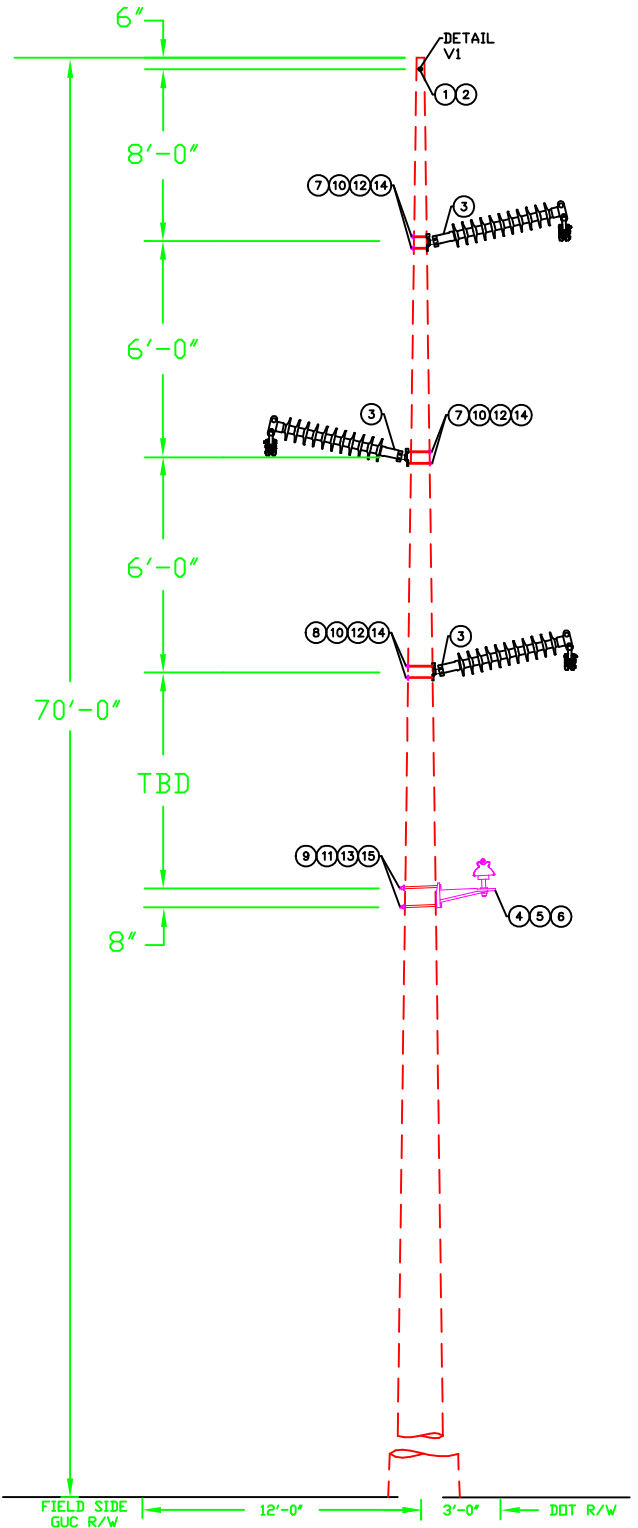 6"
DETAIL
V1
1 2
8'-0"
7 10 12 14
3
6'-0"
3
7 10 12 14
6'-0"
8 10 12 14
3
70'-0"
TBD
9 11 13 15
4 5 6
8"
FIELD SIDE
GUC R/W
12'-0"
3'-0"
DOT R/W